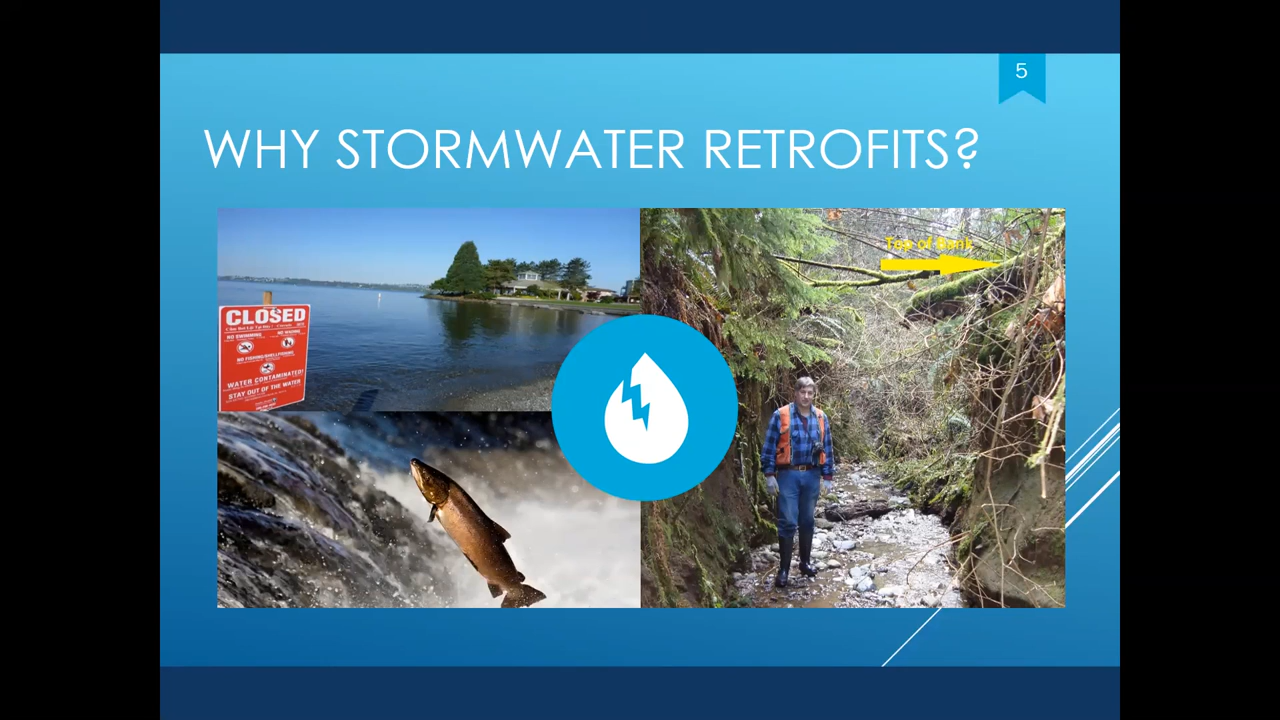 5
WHY STORMWATER RETROFITS?
Top of Bank
CLOSED
NO SWIMMING
NO WADING
NO FISHING/SHELLFISHING
WATER CONTAMINATED!
STAY OUT OF THE WATER